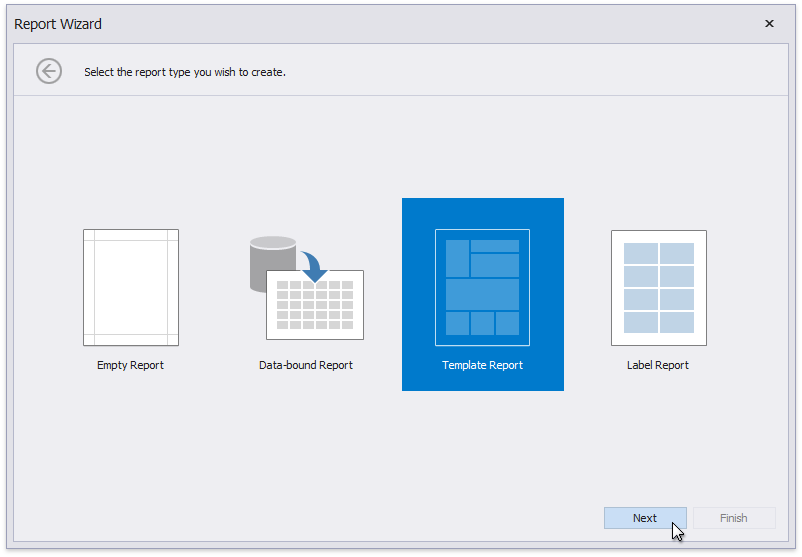 Report Wizard
Select the report type you wish to create.
Empty Report
Data-bound Report
Template Report
Label Report
Next
Finish